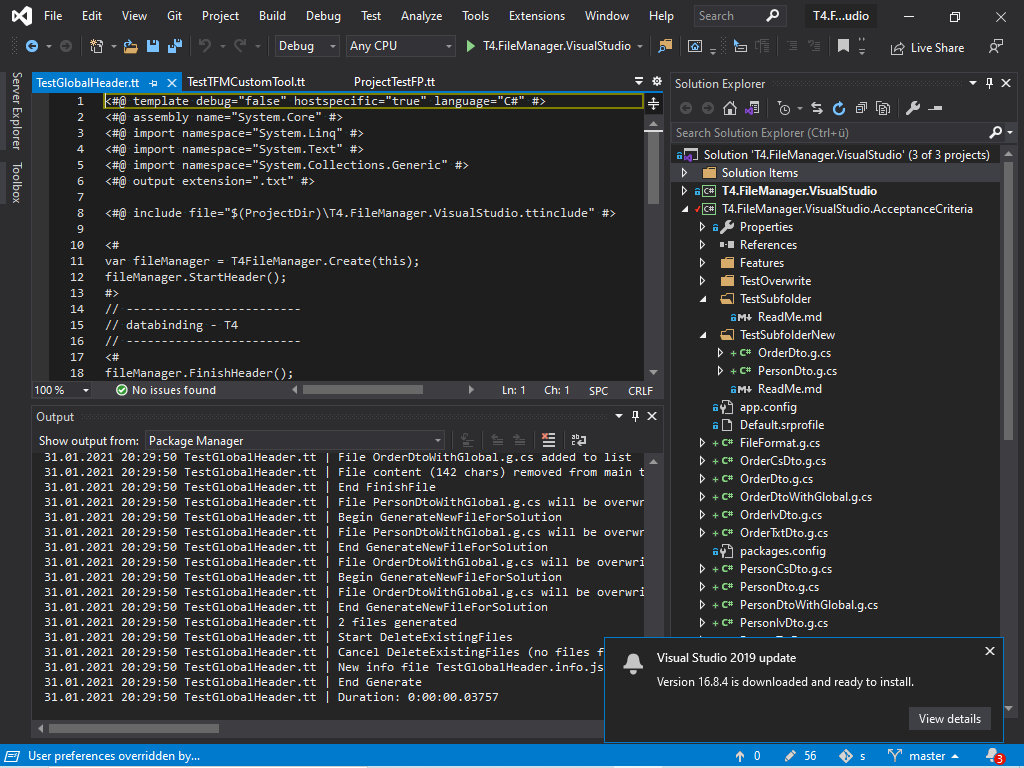 File Edit View Git Project Build Debug Test Analyze Tools Extensions Window Help Search T4.F...udio
Debug Any CPU T4.FileManager.VisualStudio Live Share
Server Explorer
Toolbox
TestGlobalHeader.tt TestTFMCustomTool.tt ProjectTestFP.tt
1 <#@ template debug="false" hostspecific="true" language="C#" #>
2 <#@ assembly name="System.Core" #>
3 <#@ import namespace="System.Linq" #>
4 <#@ import namespace="System.Text" #>
5 <#@ import namespace="System.Collections.Generic" #>
6 <#@ output extension=".txt" #>
7
8 <#@ include file="$(ProjectDir)\T4.FileManager.VisualStudio.ttinclude" #>
9
10 <#
11 var fileManager = T4FileManager.Create(this);
12 fileManager.StartHeader();
13 #>
14 // -------------------------
15 // databinding - T4
16 // -------------------------
17 <#
18 fileManager.FinishHeader();
100 % No issues found Ln: 1 Ch: 1 SPC CRLF
Output
Show output from: Package Manager
31.01.2021 20:29:50 TestGlobalHeader.tt | File OrderDtoWithGlobal.g.cs added to list
31.01.2021 20:29:50 TestGlobalHeader.tt | File content (142 chars) removed from main t
31.01.2021 20:29:50 TestGlobalHeader.tt | End FinishFile
31.01.2021 20:29:50 TestGlobalHeader.tt | File PersonDtoWithGlobal.g.cs will be overwr
31.01.2021 20:29:50 TestGlobalHeader.tt | Begin GenerateNewFileForSolution
31.01.2021 20:29:50 TestGlobalHeader.tt | File PersonDtoWithGlobal.g.cs will be overwr
31.01.2021 20:29:50 TestGlobalHeader.tt | End GenerateNewFileForSolution
31.01.2021 20:29:50 TestGlobalHeader.tt | File OrderDtoWithGlobal.g.cs will be overwri
31.01.2021 20:29:50 TestGlobalHeader.tt | Begin GenerateNewFileForSolution
31.01.2021 20:29:50 TestGlobalHeader.tt | File OrderDtoWithGlobal.g.cs will be overwri
31.01.2021 20:29:50 TestGlobalHeader.tt | End GenerateNewFileForSolution
31.01.2021 20:29:50 TestGlobalHeader.tt | 2 files generated
31.01.2021 20:29:50 TestGlobalHeader.tt | Start DeleteExistingFiles
31.01.2021 20:29:50 TestGlobalHeader.tt | Cancel DeleteExistingFiles (no files f
31.01.2021 20:29:50 TestGlobalHeader.tt | New info file TestGlobalHeader.info.js
31.01.2021 20:29:50 TestGlobalHeader.tt | End Generate
31.01.2021 20:29:50 TestGlobalHeader.tt | Duration: 0:00:00.03757
Solution Explorer
Search Solution Explorer (Ctrl+ü)
Solution 'T4.FileManager.VisualStudio' (3 of 3 projects)
Solution Items
C# T4.FileManager.VisualStudio
C# T4.FileManager.VisualStudio.AcceptanceCriteria
Properties
References
Features
TestOverwrite
TestSubfolder
M↓ ReadMe.md
TestSubfolderNew
+ C# OrderDto.g.cs
+ C# PersonDto.g.cs
M↓ ReadMe.md
app.config
Default.srprofile
+ C# FileFormat.g.cs
+ C# OrderCsDto.g.cs
+ C# OrderDto.g.cs
+ C# OrderDtoWithGlobal.g.cs
+ C# OrderIvDto.g.cs
+ C# OrderTxtDto.g.cs
packages.config
+ C# PersonCsDto.g.cs
+ C# PersonDto.g.cs
+ C# PersonDtoWithGlobal.g.cs
+ C# PersonIvDto.g.cs
Visual Studio 2019 update
Version 16.8.4 is downloaded and ready to install.
View details
User preferences overridden by... 0 56 s master 3